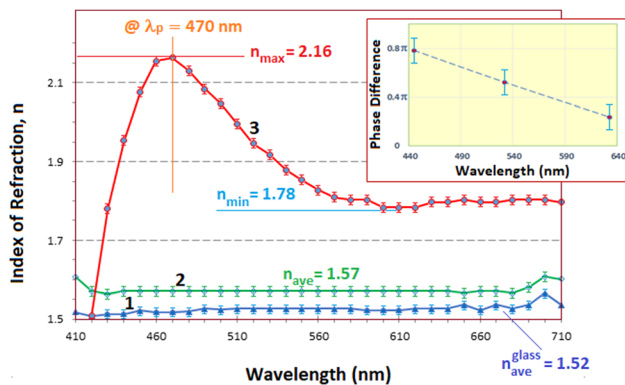 @ λp = 470 nm
nmax = 2.16
2.1
1.9
1.7
1.5
Index of Refraction, n
3
nmin = 1.78
2
nave = 1.57
1
nave glass = 1.52
410 460 510 560 610 660 710
Wavelength (nm)
0.8π
0.4π
0
Phase Difference
440 490 540 590 640
Wavelength (nm)